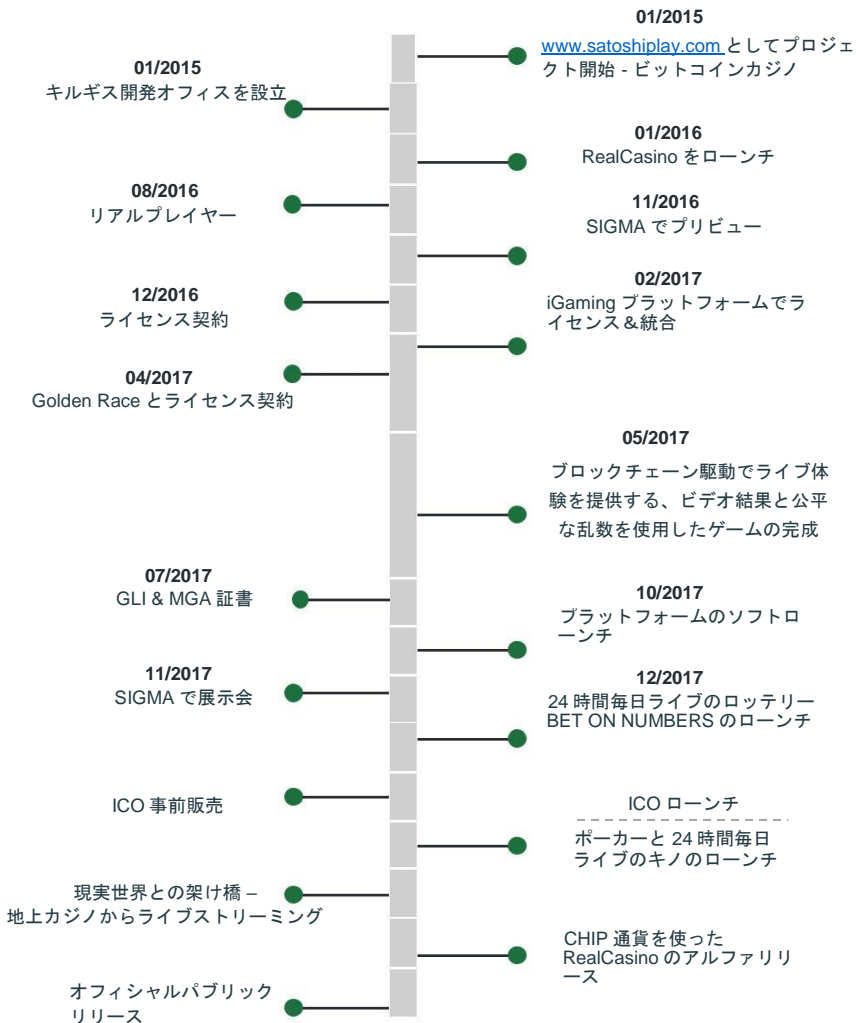 01/2015
www.satoshiplay.com としてプロジェ
クト開始 - ビットコインカジノ
01/2015
キルギス開発オフィスを設立
01/2016
RealCasino をローンチ
08/2016
リアルプレイヤー
11/2016
SIGMA でプリビュー
12/2016
ライセンス契約
02/2017
iGaming プラットフォームでラ
イセンス＆統合
04/2017
Golden Race とライセンス契約
05/2017
ブロックチェーン駆動でライブ体
験を提供する、ビデオ結果と公平
な乱数を使用したゲームの完成
07/2017
GLI & MGA 証書
10/2017
プラットフォームのソフトロ
ーンチ
11/2017
SIGMA で展示会
12/2017
24 時間毎日ライブのロッテリー
BET ON NUMBERS のローンチ
ICO 事前販売
ICO ローンチ
ポーカーと 24 時間毎日
ライブのキノのローンチ
現実世界との架け橋 –
地上カジノからライブストリーミング
CHIP 通貨を使った
RealCasino のアルファリリ
ース
オフィシャルパブリック
リリース